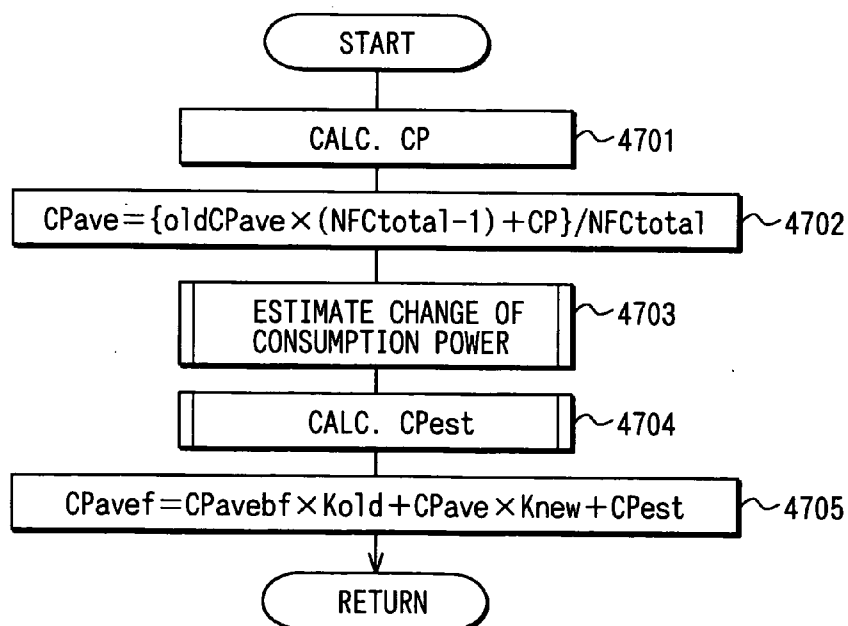 START
CALC. CP
4701
CPave={oldCPave×(NFCtotal-1)+CP}/NFCtotal
4702
ESTIMATE CHANGE OF
CONSUMPTION POWER
4703
CALC. CPest
4704
CPavef=CPavebf×Kold+CPave×Knew+CPest
4705
RETURN